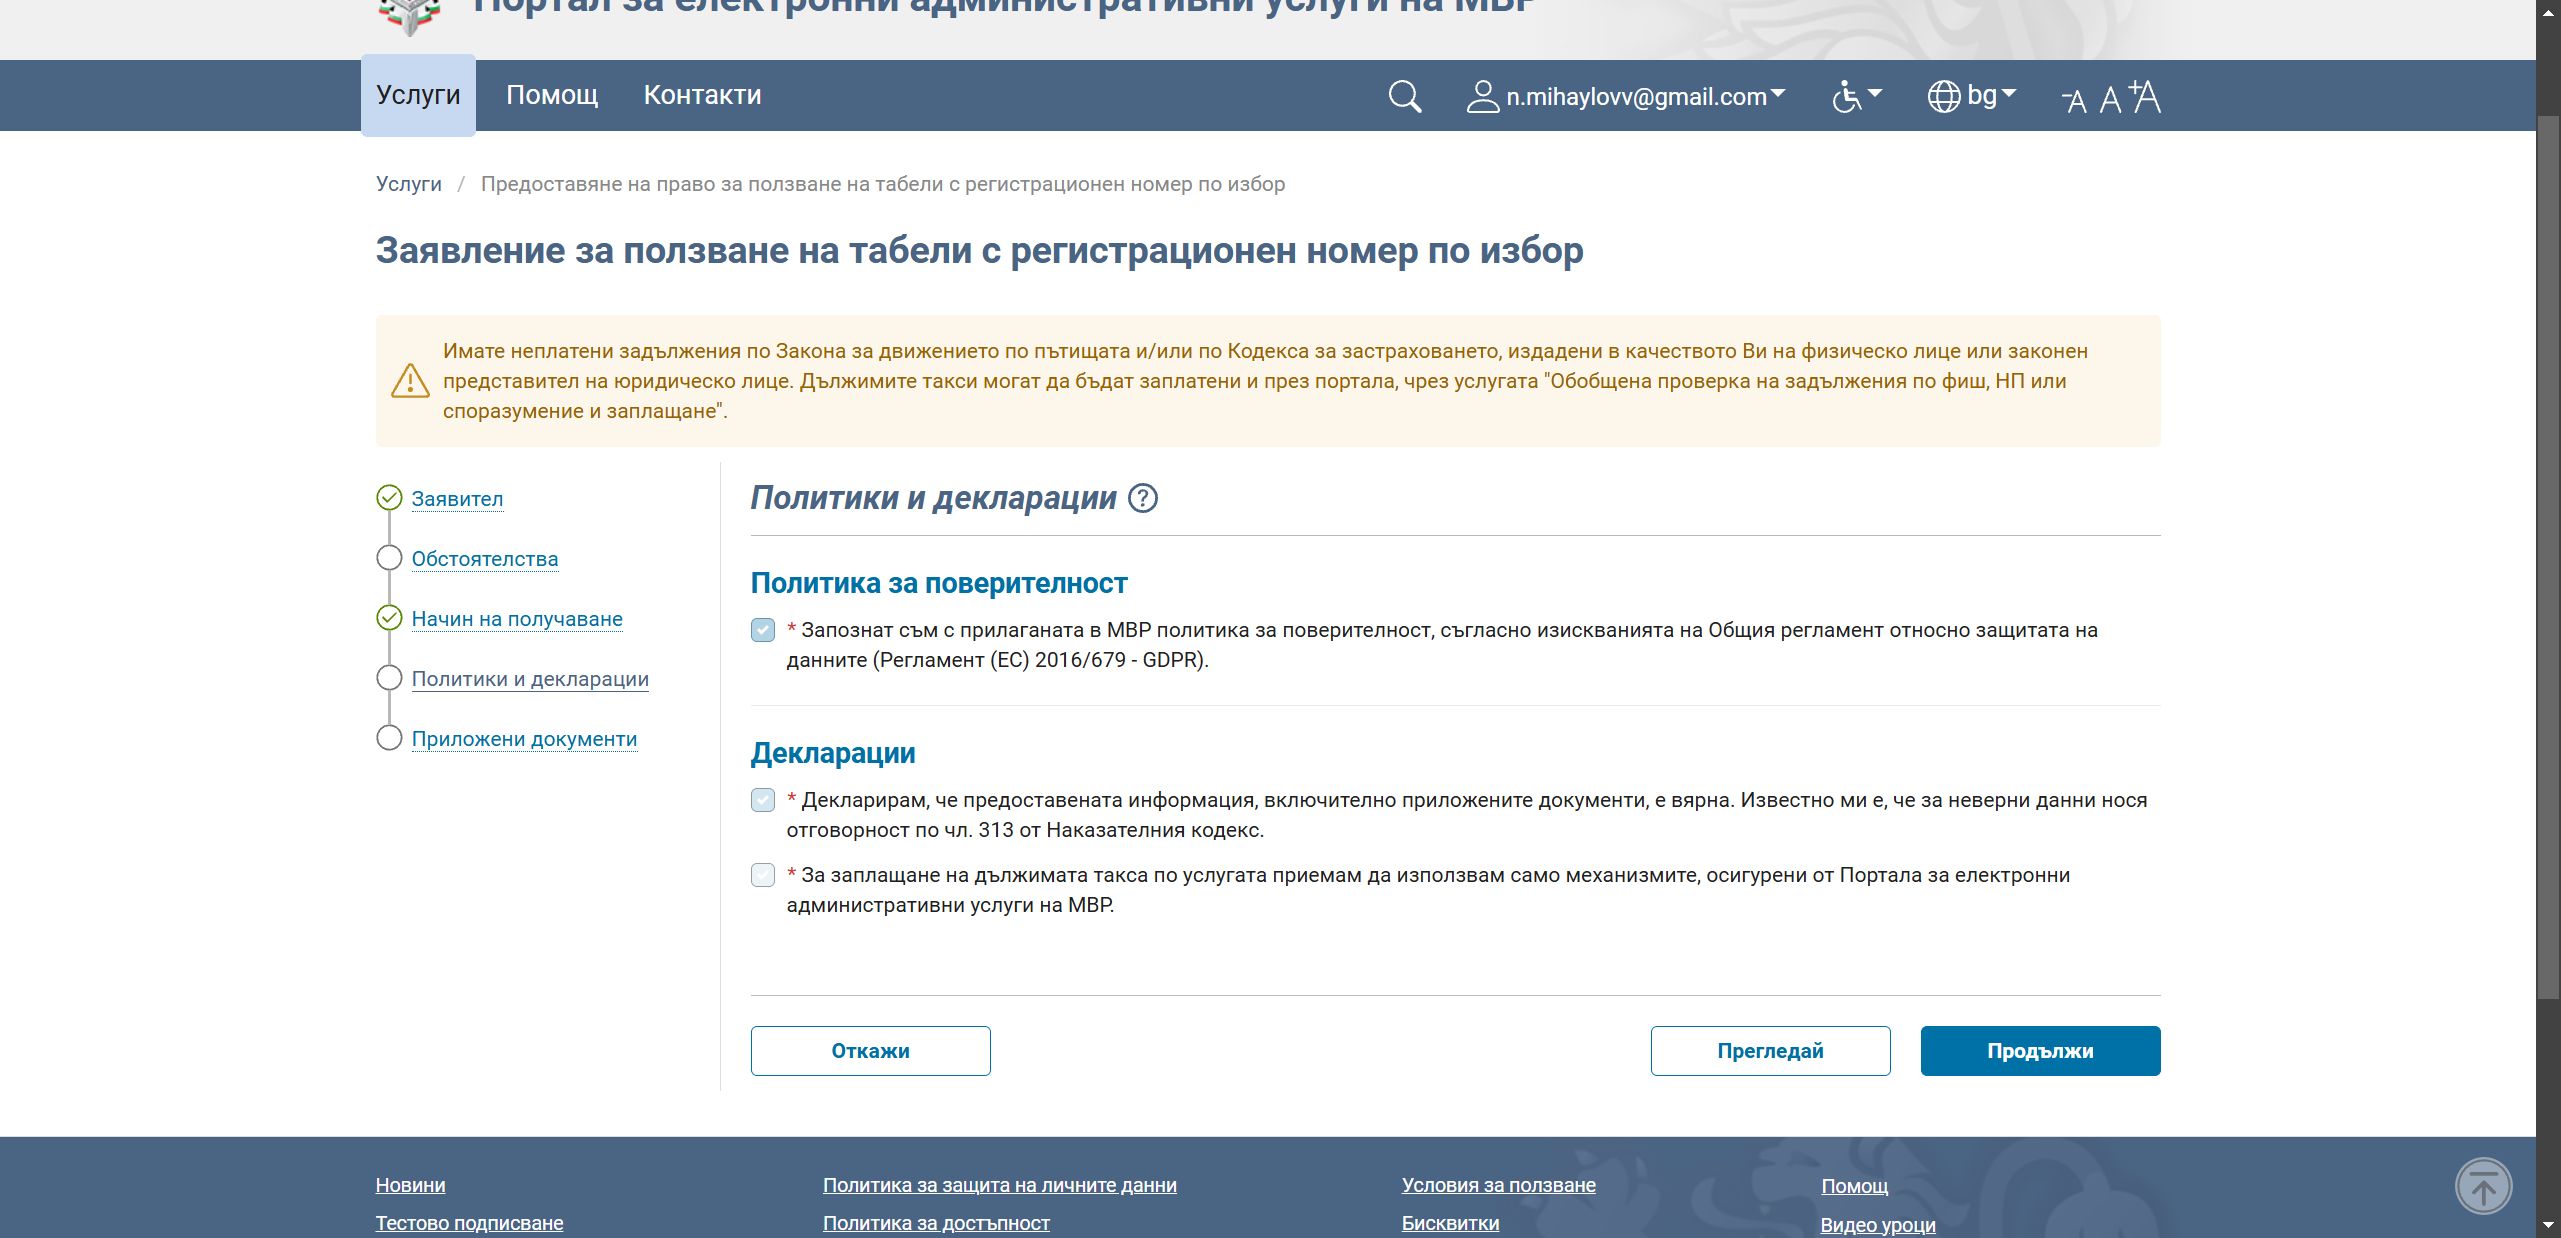 Портал за електронни административни услуги на МВР
Услуги
Помощ
Контакти
n.mihaylovv@gmail.com
bg
-A A +A
Услуги / Предоставяне на право за ползване на табели с регистрационен номер по избор
Заявление за ползване на табели с регистрационен номер по избор
Имате неплатени задължения по Закона за движението по пътищата и/или по Кодекса за застраховането, издадени в качеството Ви на физическо лице или законен
представител на юридическо лице. Дължимите такси могат да бъдат заплатени и през портала, чрез услугата "Обобщена проверка на задължения по фиш, НП или
споразумение и заплащане".
Заявител
Обстоятелства
Начин на получаване
Политики и декларации
Приложени документи
Политики и декларации
Политика за поверителност
* Запознат съм с прилаганата в МВР политика за поверителност, съгласно изискванията на Общия регламент относно защитата на
данните (Регламент (ЕС) 2016/679 - GDPR).
Декларации
* Декларирам, че предоставената информация, включително приложените документи, е вярна. Известно ми е, че за неверни данни нося
отговорност по чл. 313 от Наказателния кодекс.
* За заплащане на дължимата такса по услугата приемам да използвам само механизмите, осигурени от Портала за електронни
административни услуги на МВР.
Откажи
Прегледай
Продължи
Новини
Политика за защита на личните данни
Условия за ползване
Помощ
Тестово подписване
Политика за достъпност
Бисквитки
Видео уроци